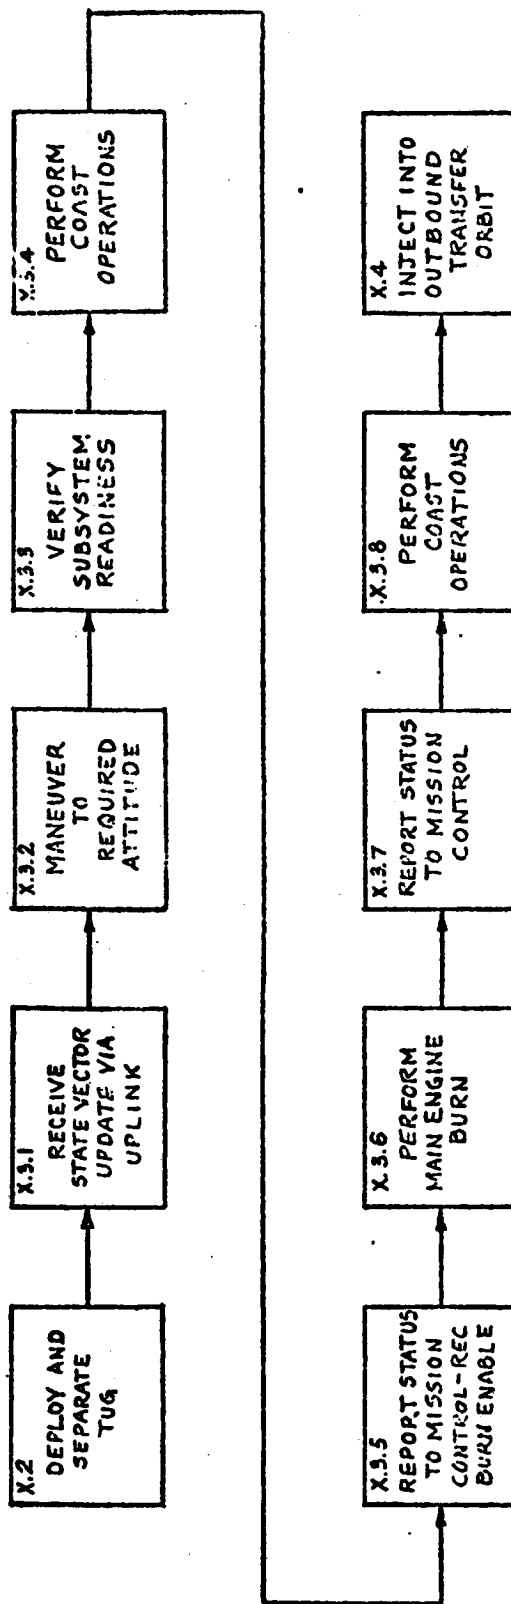 X.2
DEPLOY AND
SEPARATE
TUG
X.3.1
RECEIVE
STATE VECTOR
UPDATE VIA
UPLINK
X.3.2
MANEUVER
TO
REQUIRED
ATTITUDE
X.3.3
VERIFY
SUBSYSTEM
READINESS
X.3.4
PERFORM
COAST
OPERATIONS
X.3.5
REPORT STATUS
TO MISSION
CONTROL-REC
BURN ENABLE
X.3.6
PERFORM
MAIN ENGINE
BURN
X.3.7
REPORT STATUS
TO MISSION
CONTROL
X.3.8
PERFORM
COAST
OPERATIONS
X.4
INJECT INTO
OUTBOUND
TRANSFER
ORBIT